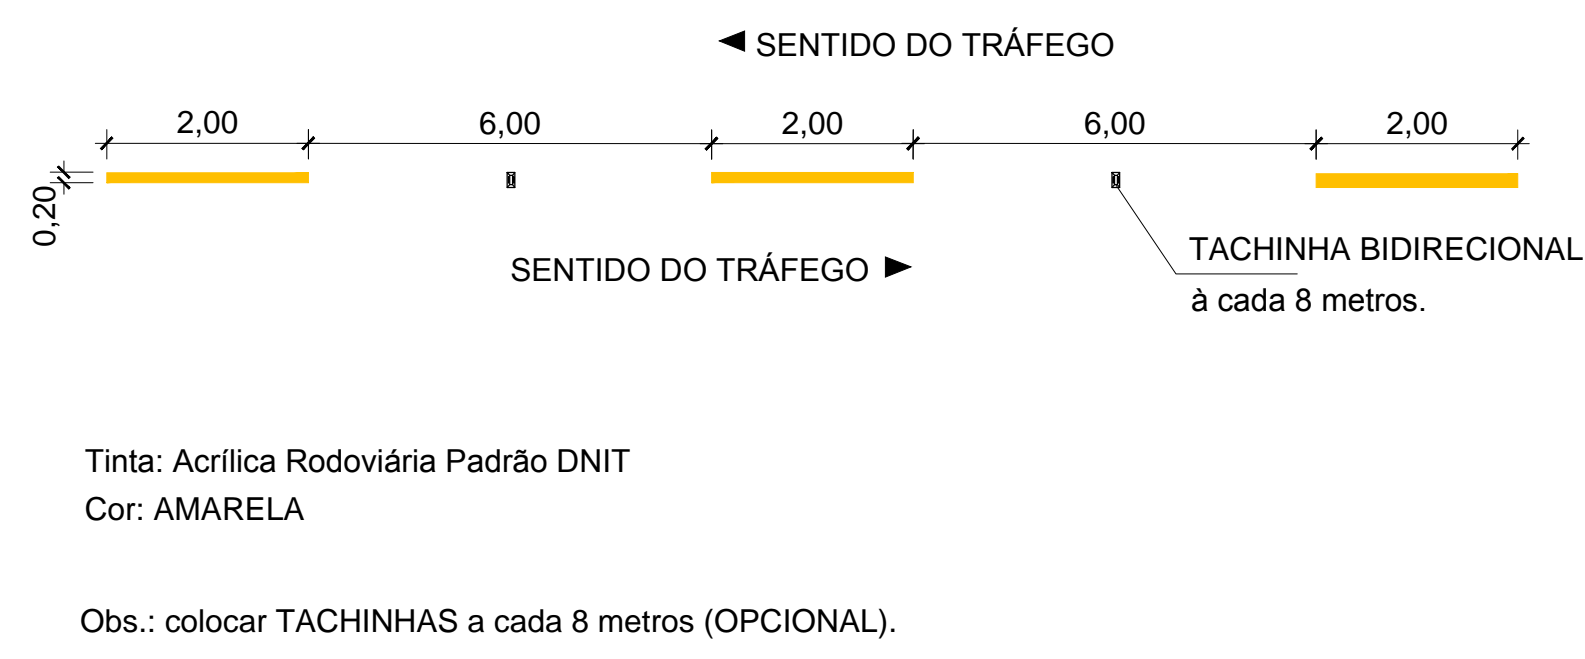 SENTIDO DO TRÁFEGO
2,00
6,00
2,00
6,00
2,00
0,20
SENTIDO DO TRÁFEGO
TACHINHA BIDIRECIONAL
à cada 8 metros.
Tinta: Acrílica Rodoviária Padrão DNIT
Cor: AMARELA
Obs.: colocar TACHINHAS a cada 8 metros (OPCIONAL).